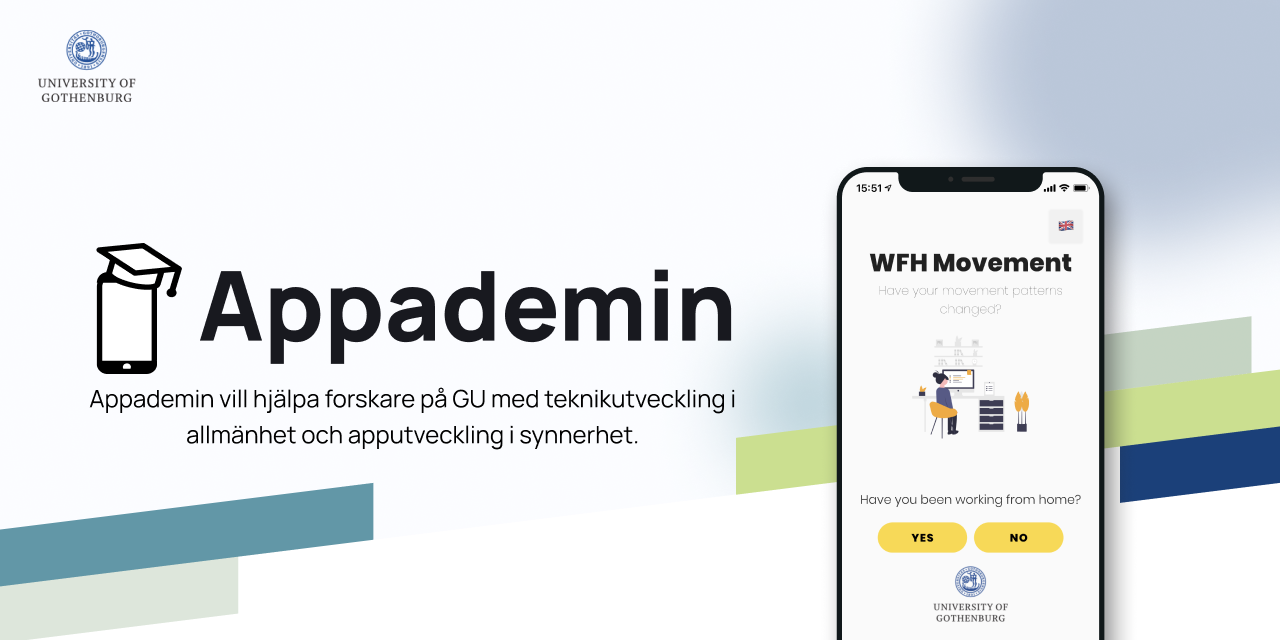 UNIVERSITY OF
GOTHENBURG
Appademin
Appademin vill hjälpa forskare på GU med teknikutveckling i
allmänhet och apputveckling i synnerhet.
15:51
WFH Movement
Have your movement patterns
changed?
Have you been working from home?
YES
NO
UNIVERSITY OF
GOTHENBURG